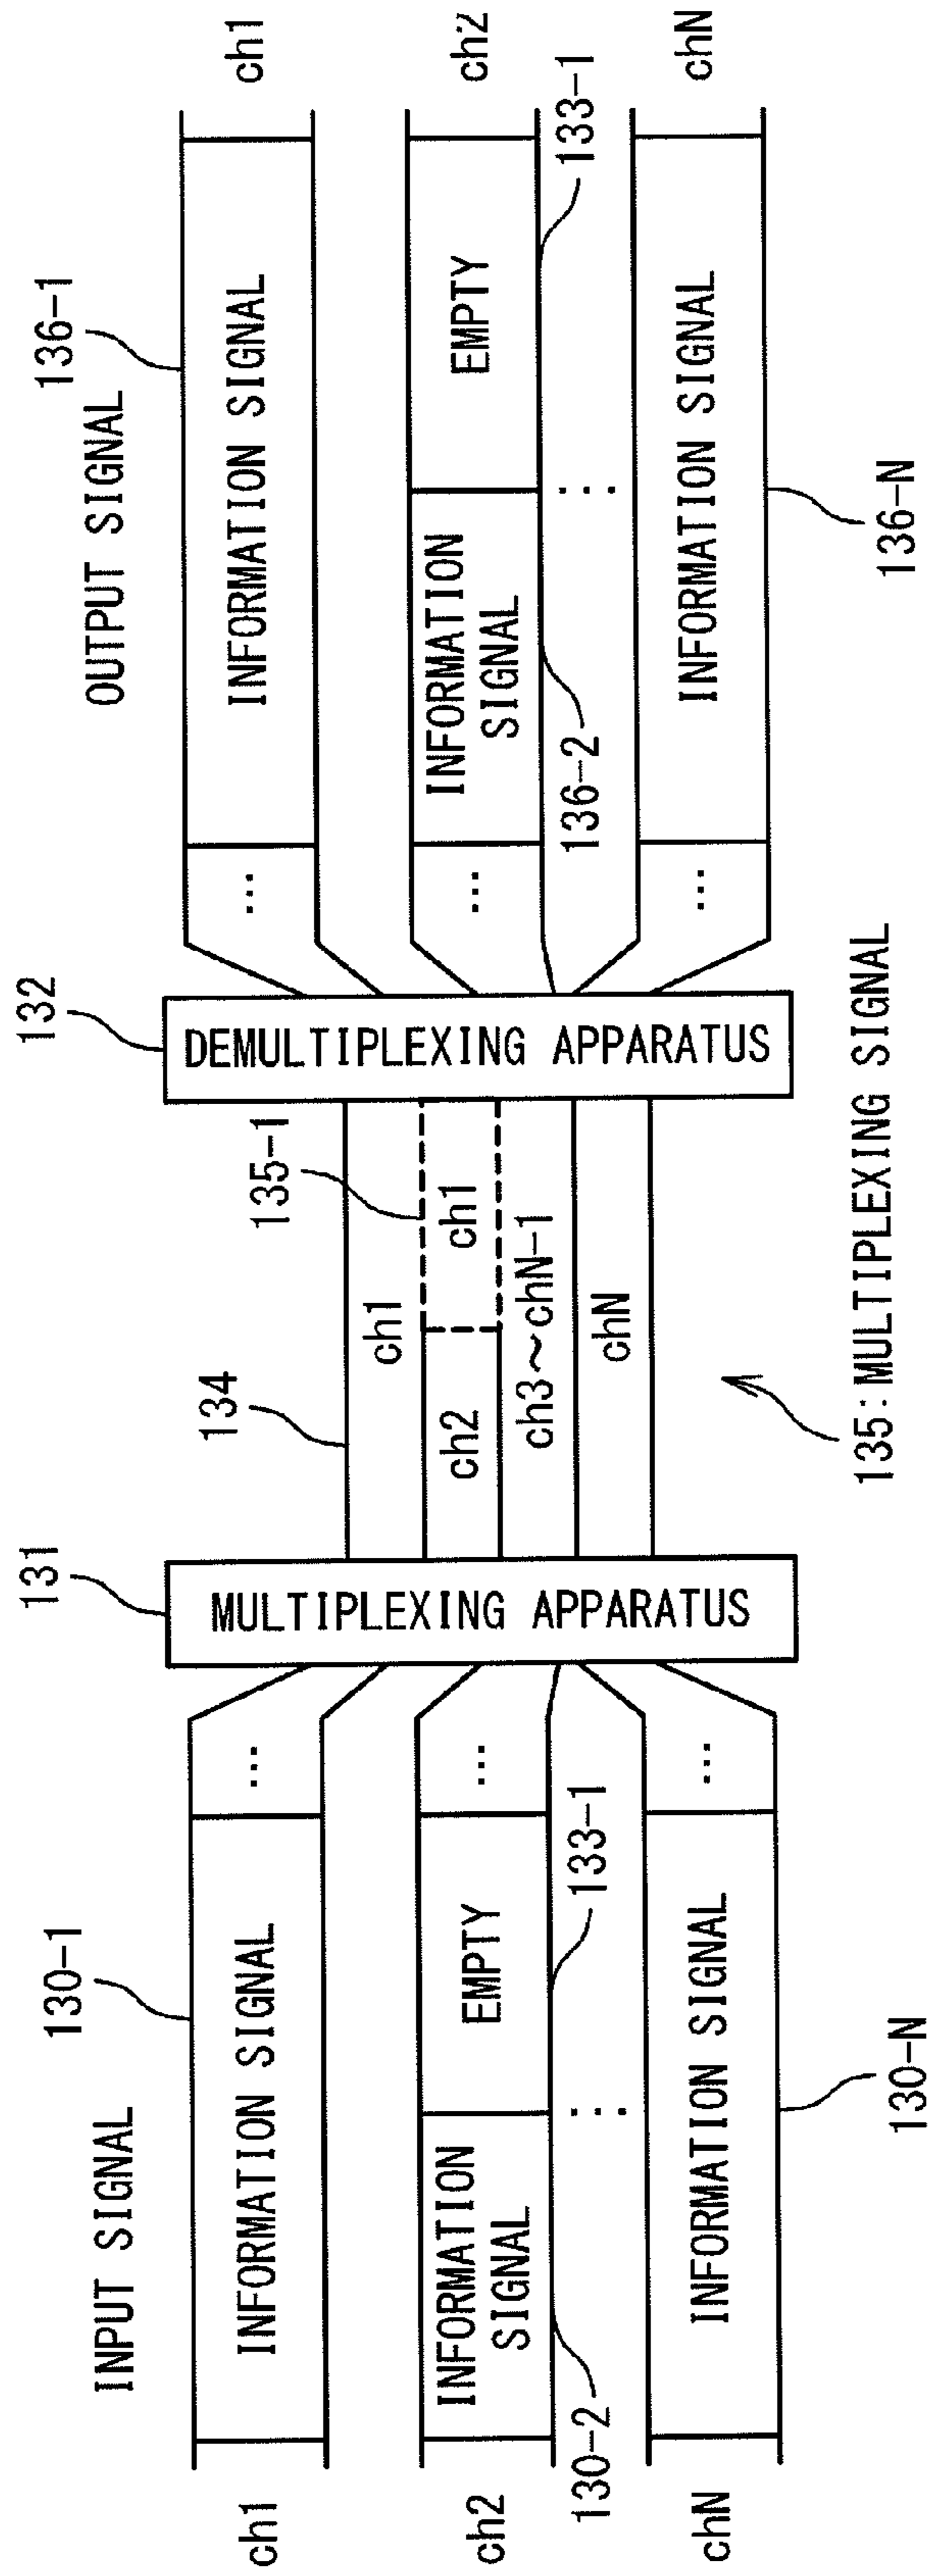 INPUT SIGNAL
130-1
ch1
INFORMATION SIGNAL
...
ch2
INFORMATION
SIGNAL
EMPTY
...
130-2
133-1
...
chN
INFORMATION SIGNAL
...
130-N
131
MULTIPLEXING APPARATUS
134
ch1
135-1
ch2
ch1
ch3~chN-1
chN
135:MULTIPLEXING SIGNAL
132
DEMULTIPLEXING APPARATUS
OUTPUT SIGNAL
136-1
...
INFORMATION SIGNAL
ch1
...
INFORMATION
SIGNAL
EMPTY
ch2
136-2
...
133-1
...
INFORMATION SIGNAL
chN
136-N